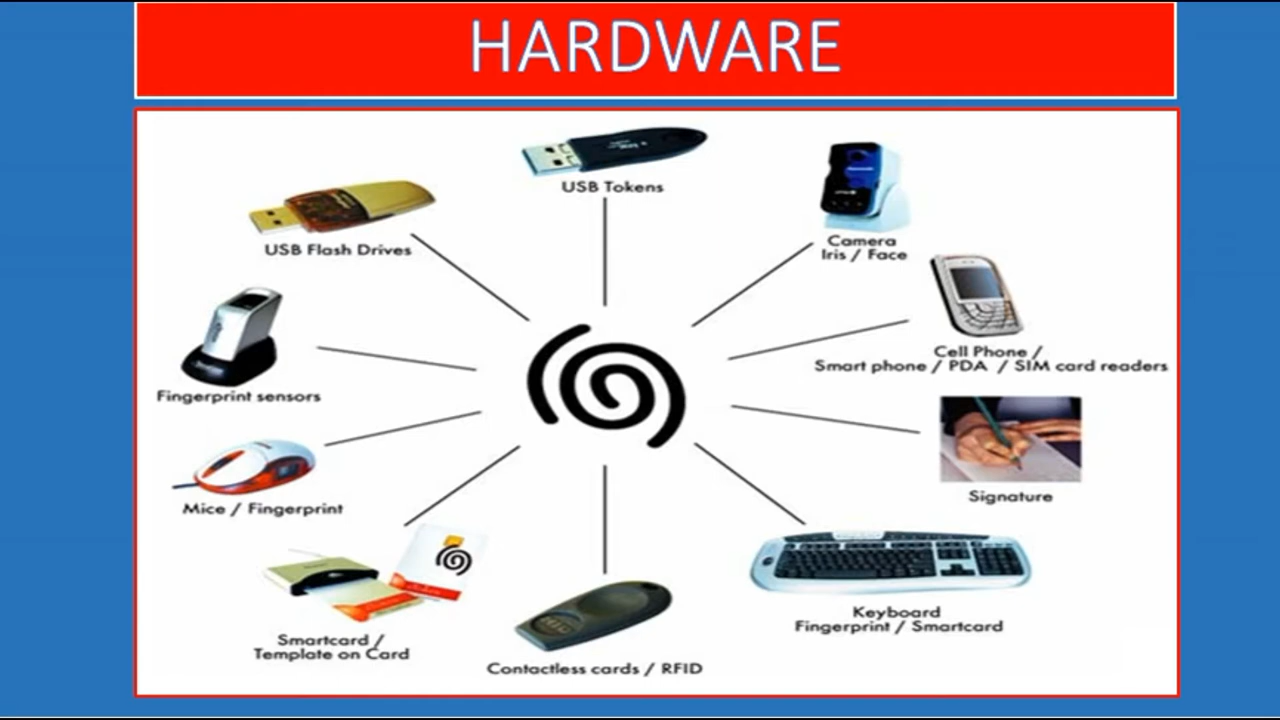 HARDWARE
USB Tokens
USB Flash Drives
Camera
Iris / Face
Cell Phone /
Smart phone / PDA / SIM card readers
Fingerprint sensors
Signature
Mice / Fingerprint
Keyboard
Fingerprint / Smartcard
Smartcard /
Template on Card
Contactless cards / RFID